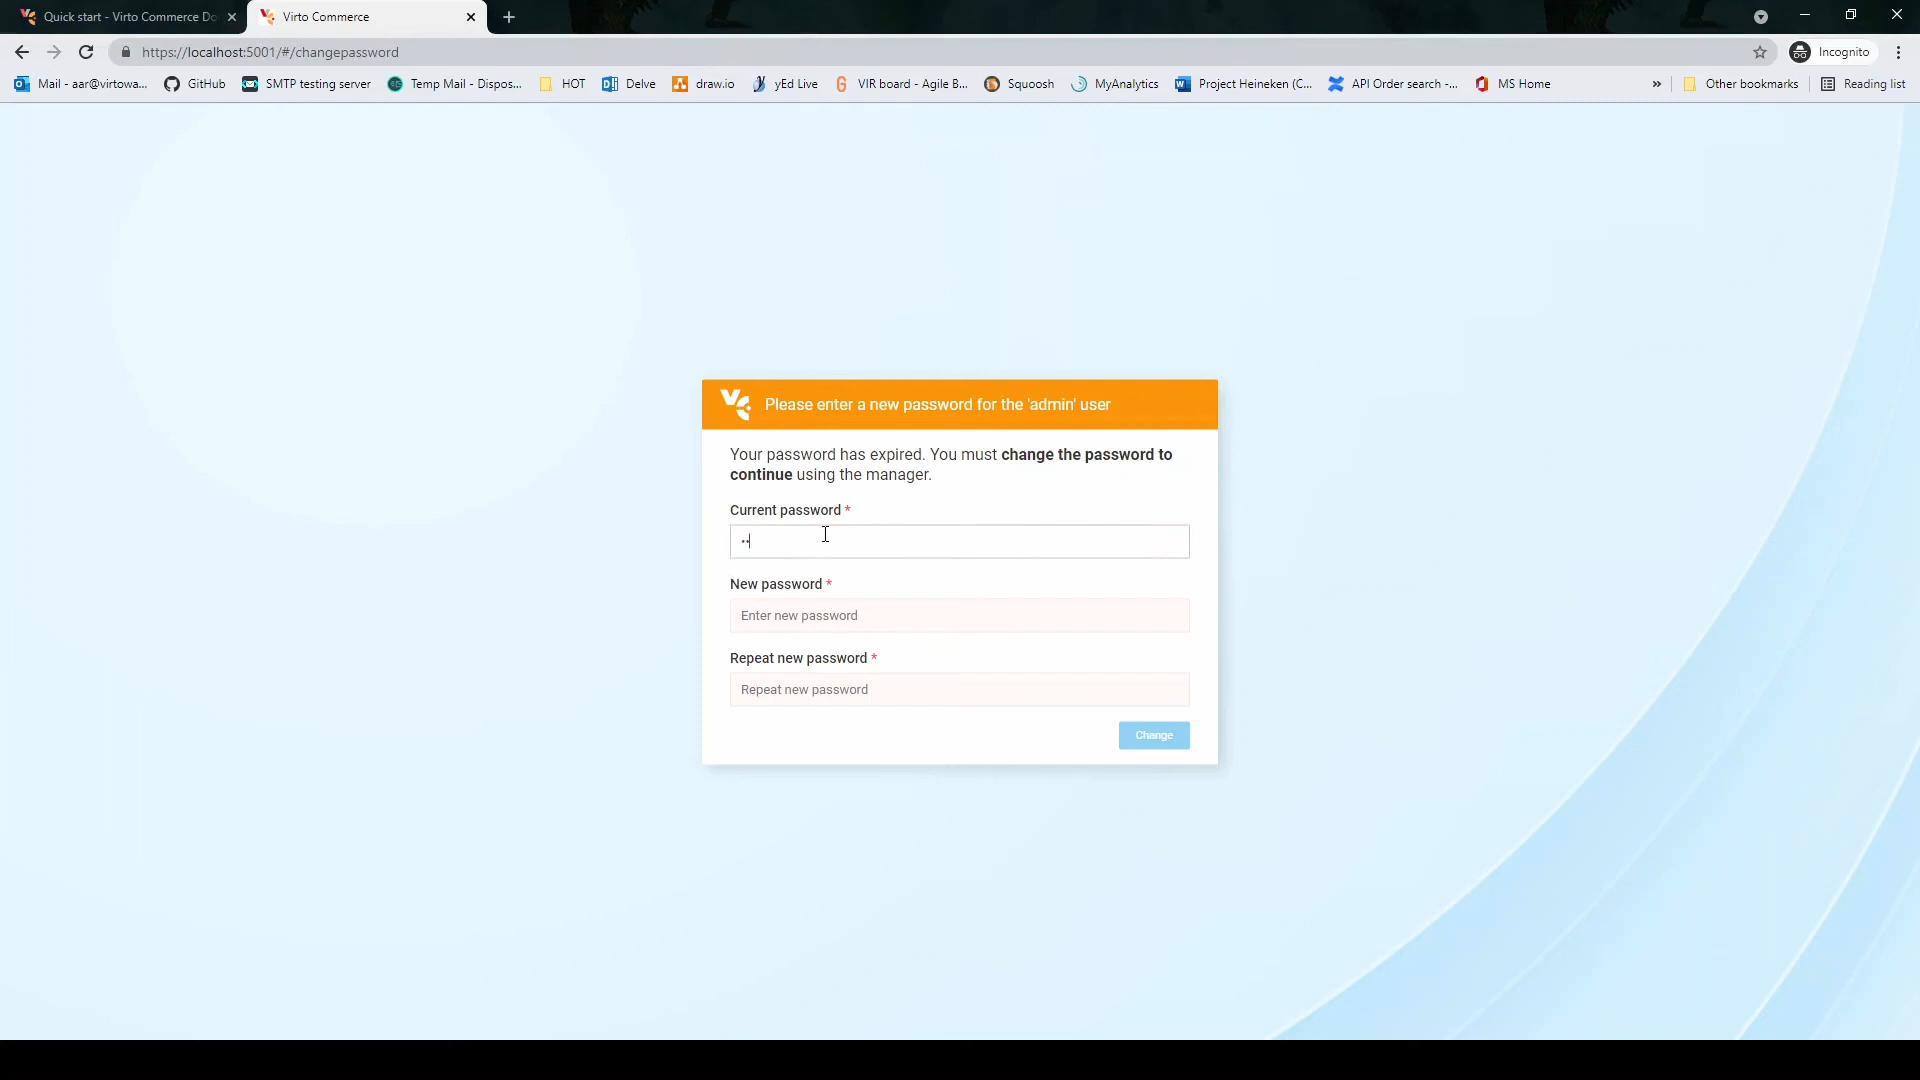 Quick start - Virto Commerce Do
Virto Commerce
https://localhost:5001/#/changepassword
Incognito
Mail - aar@virtowa...
GitHub
SMTP testing server
Temp Mail - Dispos...
HOT
Delve
draw.io
yEd Live
VIR board - Agile B...
Squoosh
MyAnalytics
Project Heineken (C...
API Order search -...
MS Home
»
Other bookmarks
Reading list
Please enter a new password for the 'admin' user
Your password has expired. You must change the password to
continue using the manager.
Current password *
New password *
Enter new password
Repeat new password *
Repeat new password
Change